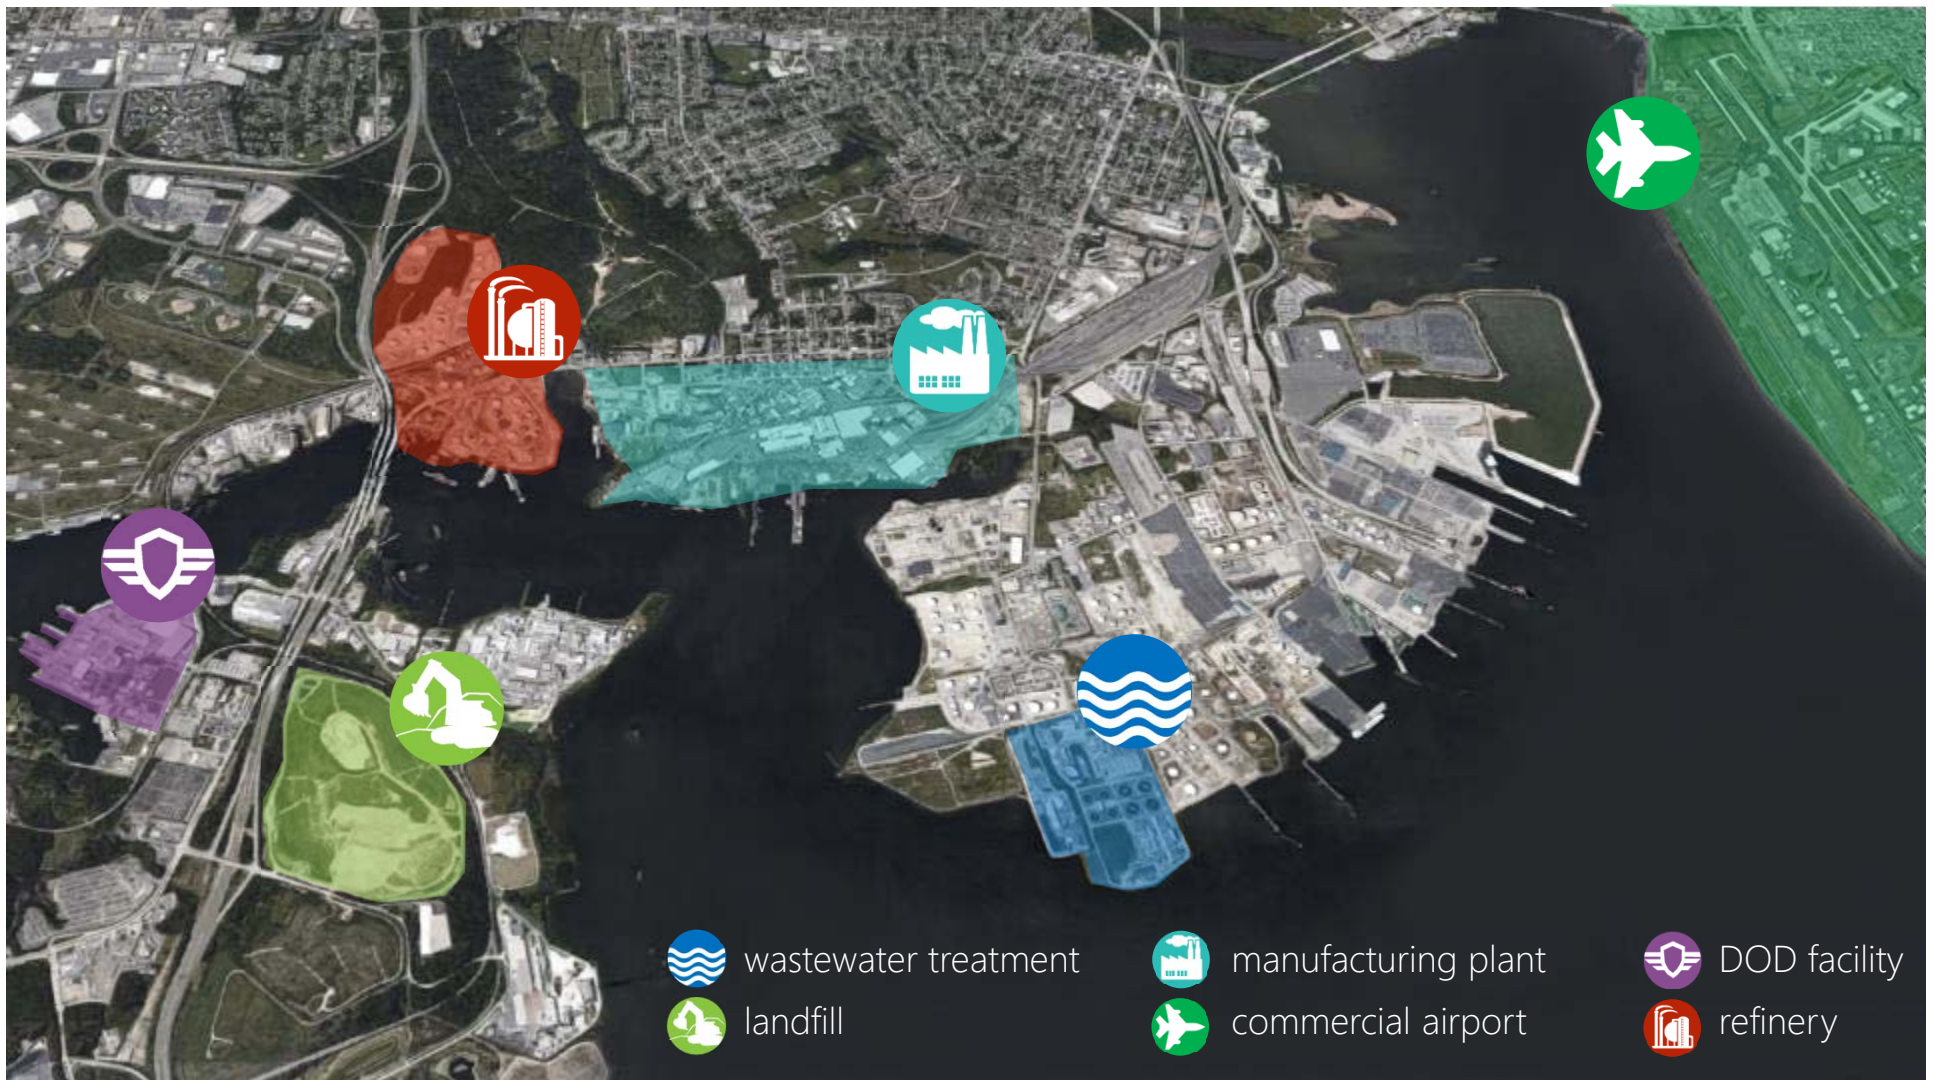 wastewater treatment
manufacturing plant
DOD facility
landfill
commercial airport
refinery